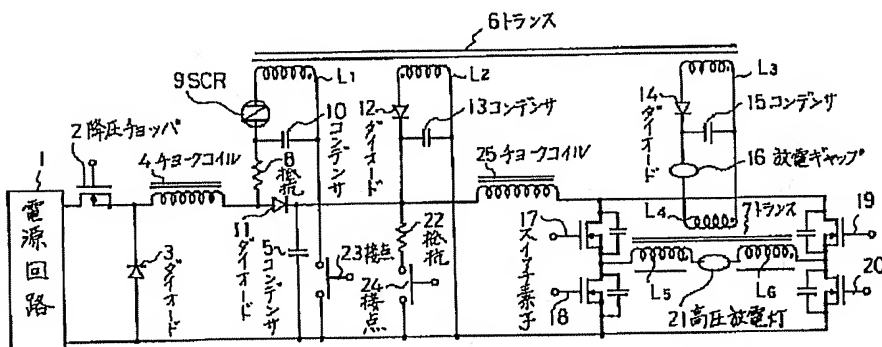 6トランス
9SCR
L1
L2
L3
2降圧チョッパ
10コンデンサ
12ダイオード
13コンデンサ
14ダイオード
15コンデンサ
1
4チョークコイル
8抵抗
25チョークコイル
16放電ギャップ
L4
7トランス
電源回路
11ダイオード
3ダイオード
5コンデンサ
23接点
22抵抗
24接点
17スイッチ素子
19
18
L5
L6
20
21高圧放電灯